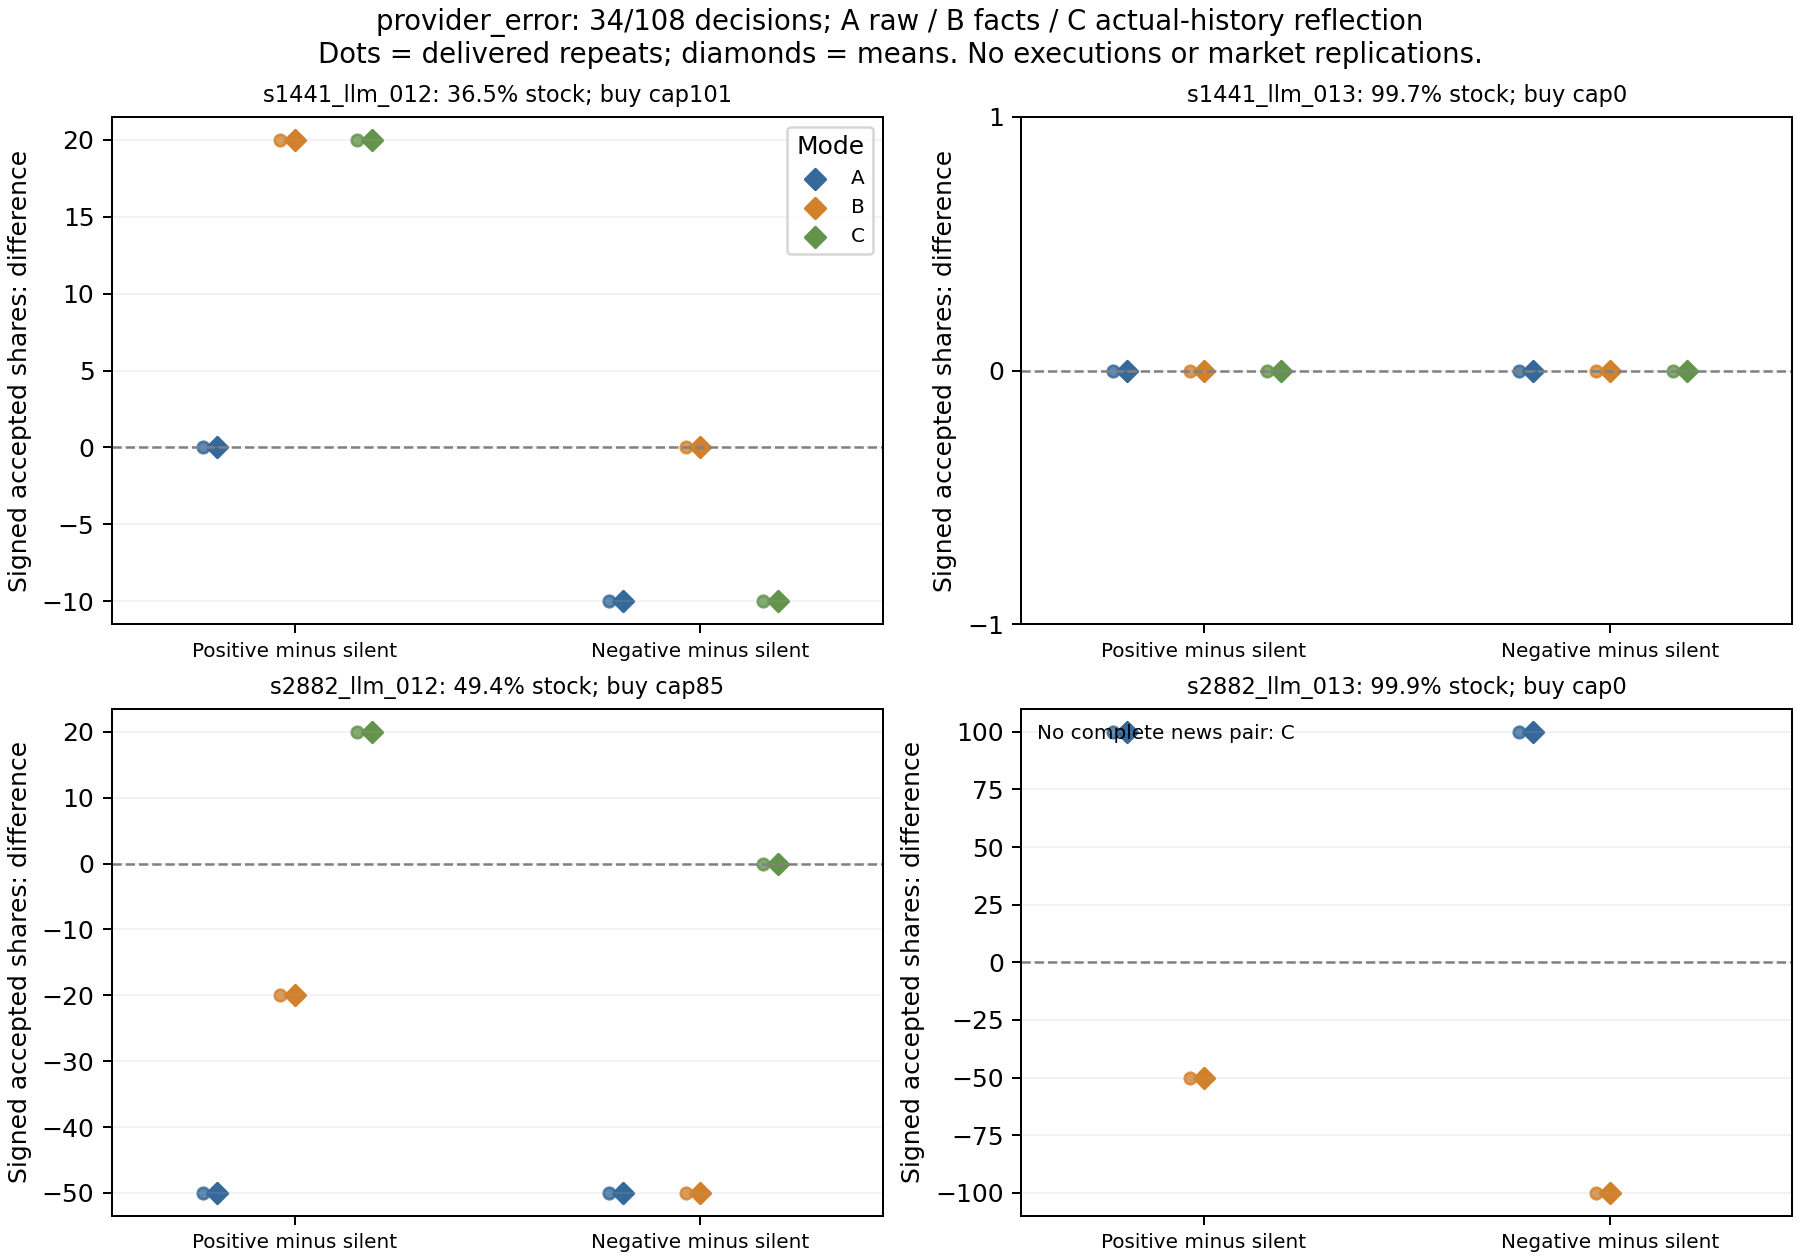 provider_error: 34/108 decisions; A raw / B facts / C actual-history reflection
Dots = delivered repeats; diamonds = means. No executions or market replications.
s1441_llm_012: 36.5% stock; buy cap101
Signed accepted shares: difference
20
15
10
5
0
−5
−10
Mode
A
B
C
Positive minus silent
Negative minus silent
s1441_llm_013: 99.7% stock; buy cap0
Signed accepted shares: difference
1
0
−1
Positive minus silent
Negative minus silent
s2882_llm_012: 49.4% stock; buy cap85
Signed accepted shares: difference
20
10
0
−10
−20
−30
−40
−50
Positive minus silent
Negative minus silent
s2882_llm_013: 99.9% stock; buy cap0
Signed accepted shares: difference
No complete news pair: C
100
75
50
25
0
−25
−50
−75
−100
Positive minus silent
Negative minus silent